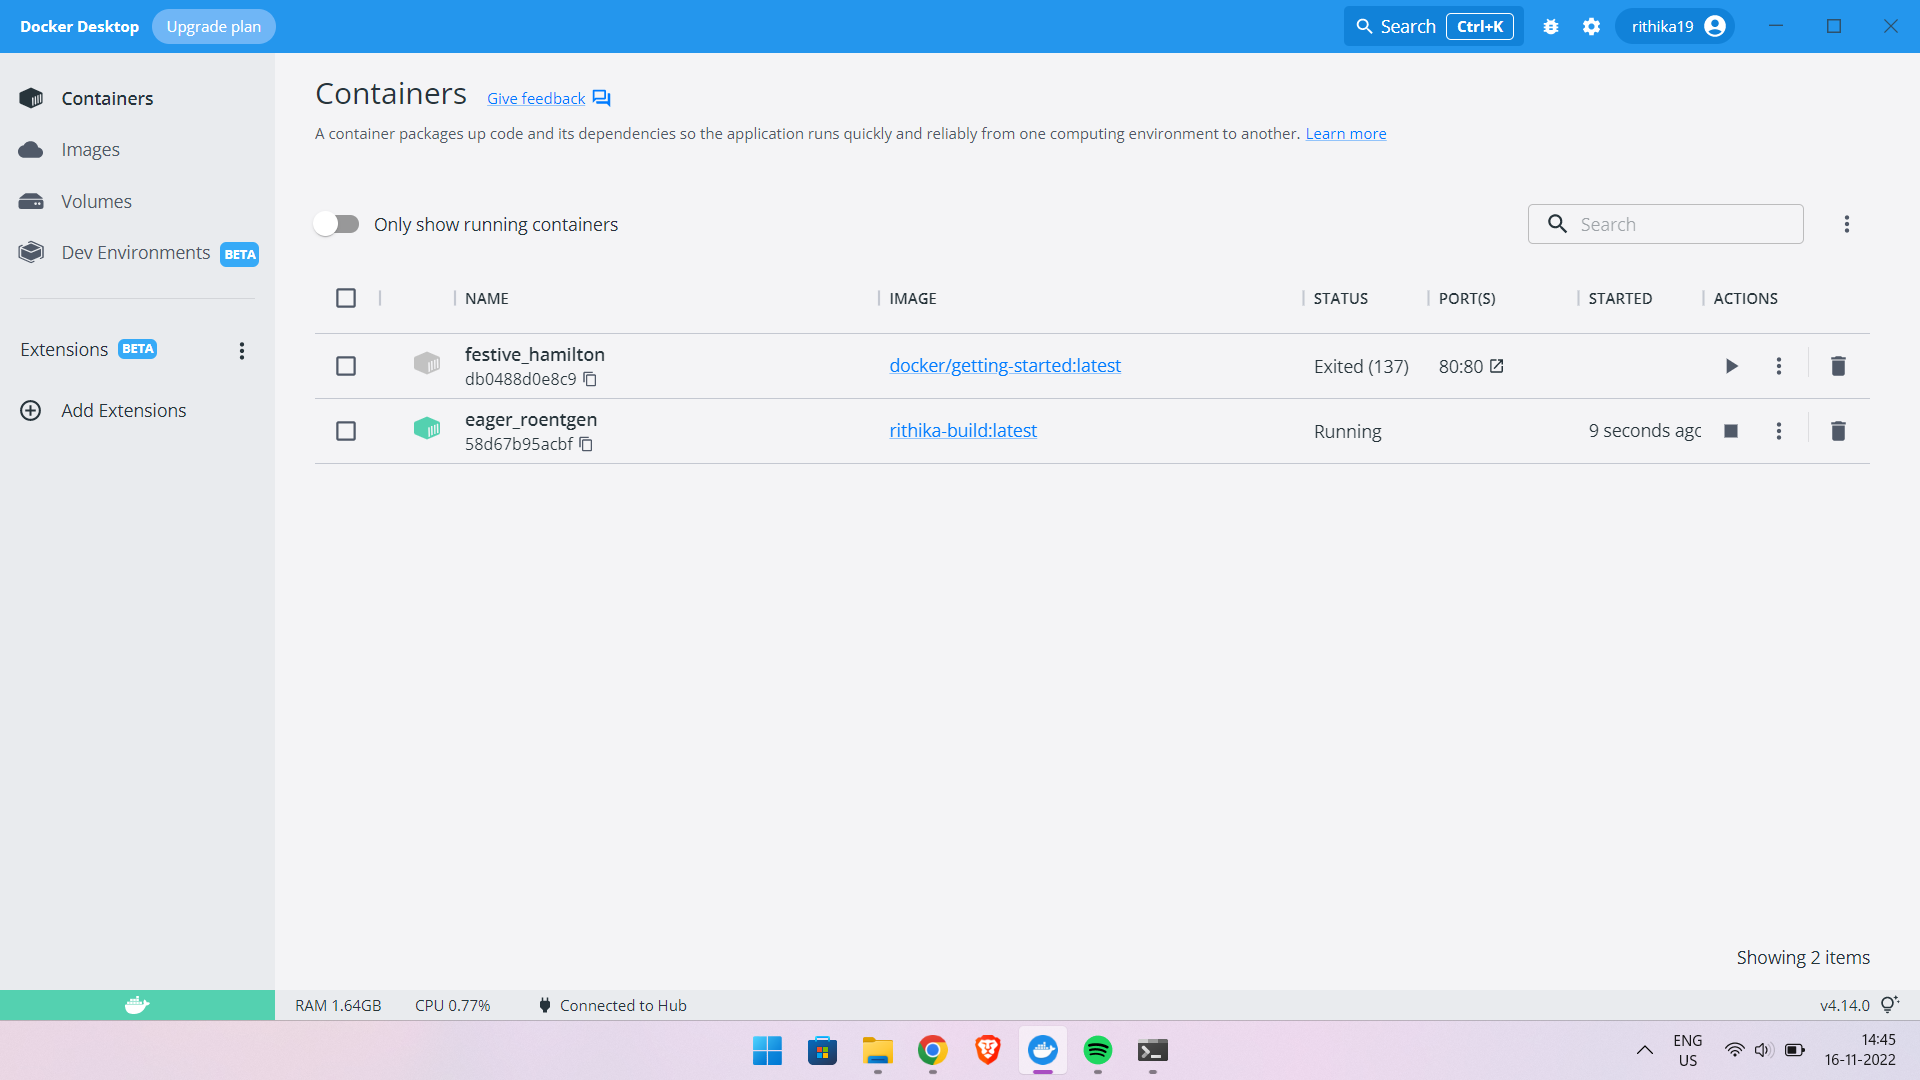 Docker Desktop Upgrade plan Search Ctrl+K rithika19
Containers
Images
Volumes
Dev Environments BETA
Extensions BETA
Add Extensions
Containers Give feedback
A container packages up code and its dependencies so the application runs quickly and reliably from one computing environment to another. Learn more
Only show running containers Search
NAME IMAGE STATUS PORT(S) STARTED ACTIONS
festive_hamilton
db0488d0e8c9 docker/getting-started:latest Exited (137) 80:80
eager_roentgen
58d67b95acbf rithika-build:latest Running 9 seconds agc
Showing 2 items
RAM 1.64GB CPU 0.77% Connected to Hub v4.14.0
ENG
US
14:45
16-11-2022